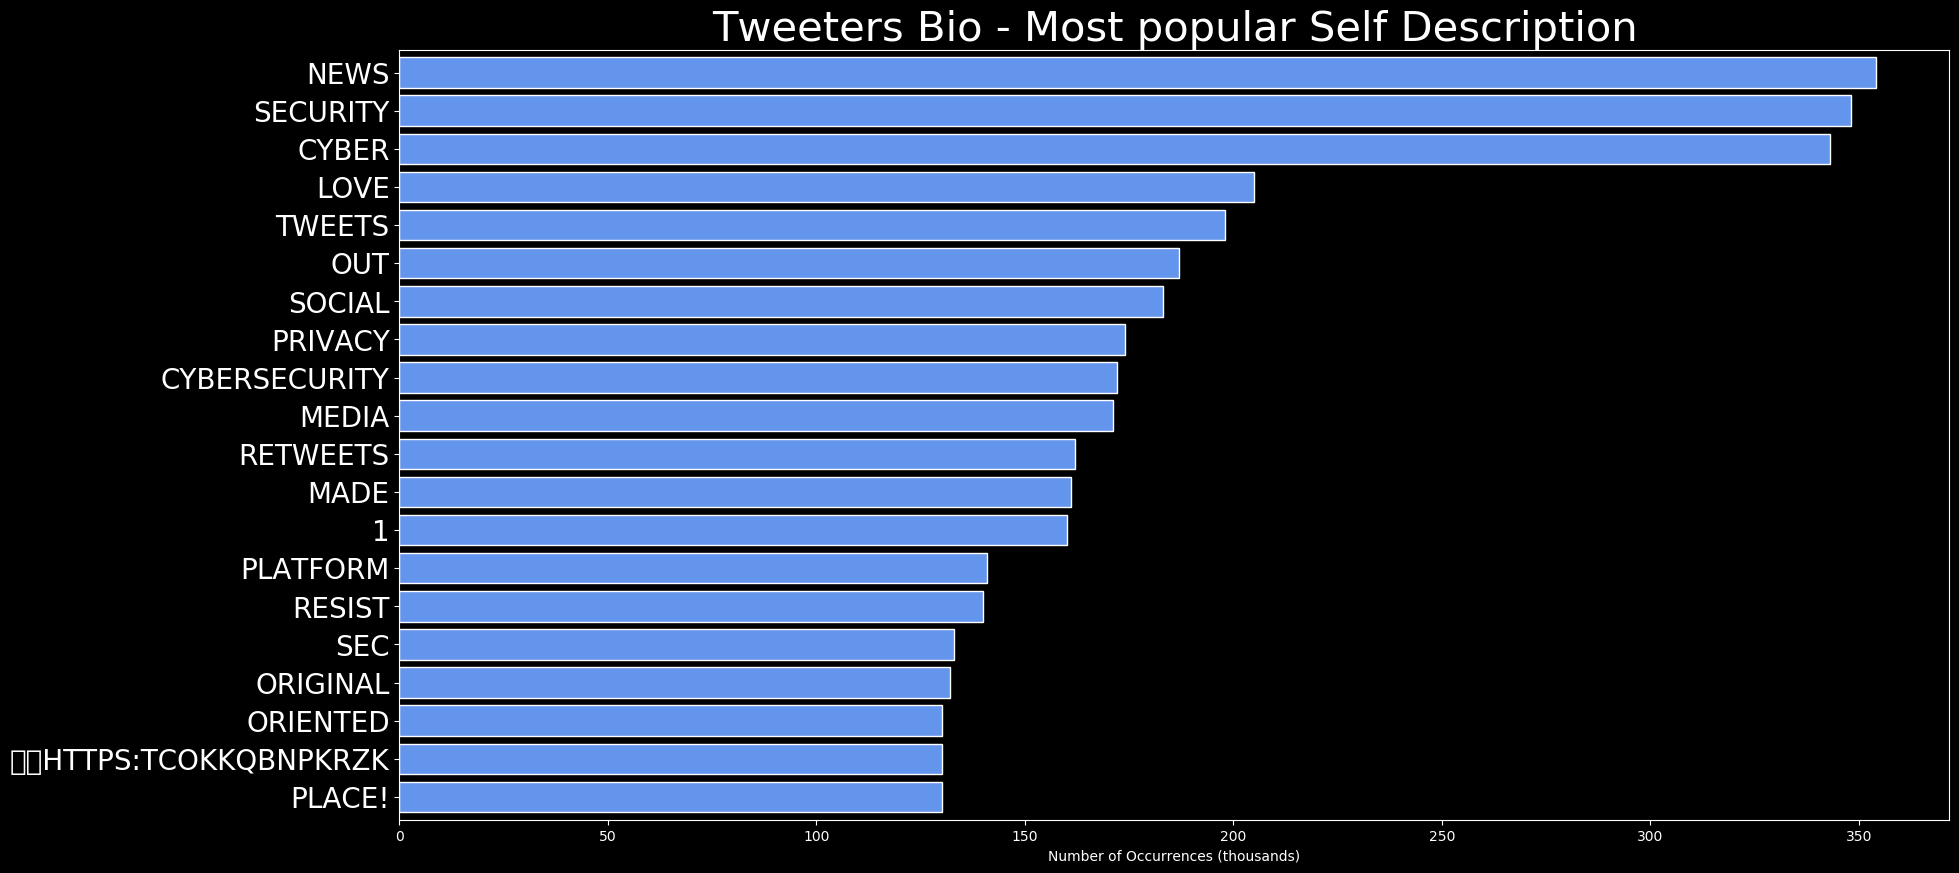 Tweeters Bio - Most popular Self Description
NEWS
SECURITY
CYBER
LOVE
TWEETS
OUT
SOCIAL
PRIVACY
CYBERSECURITY
MEDIA
RETWEETS
MADE
1
PLATFORM
RESIST
SEC
ORIGINAL
ORIENTED
HTTPS:TCOKKQBNPKRZK
PLACE!
0 50 100 150 200 250 300 350
Number of Occurrences (thousands)